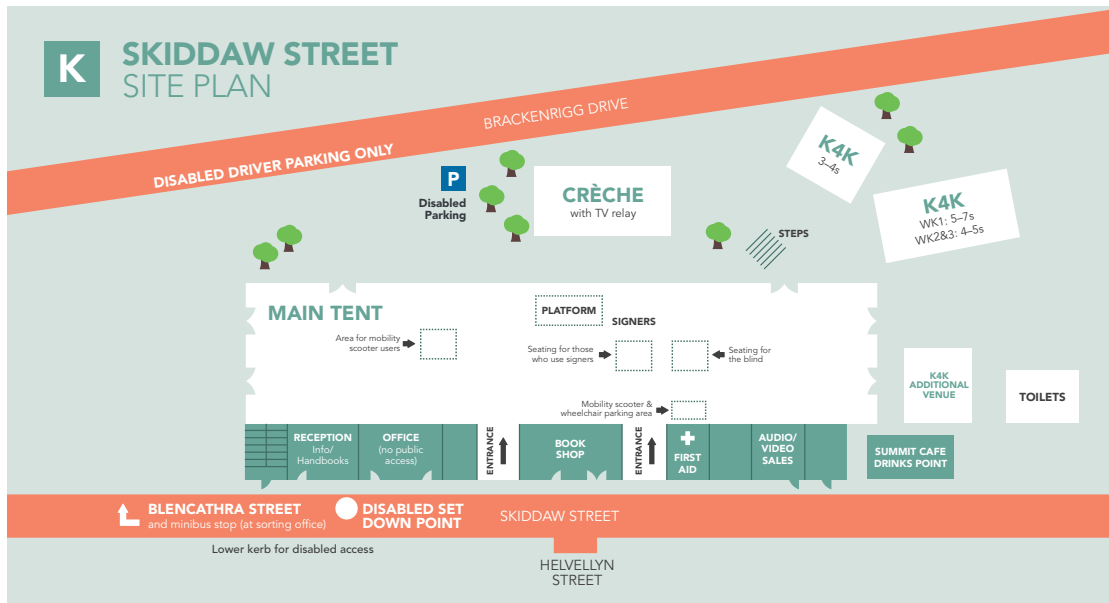 K
SKIDDAW STREET
SITE PLAN
BRACKENRIGG DRIVE
DISABLED DRIVER PARKING ONLY
P
Disabled
Parking
CRÈCHE
with TV relay
K4K
3–4s
K4K
WK1: 5–7s
WK2&3: 4–5s
STEPS
MAIN TENT
PLATFORM
SIGNERS
Area for mobility
scooter users
Seating for those
who use signers
Seating for
the blind
Mobility scooter &
wheelchair parking area
K4K
ADDITIONAL
VENUE
TOILETS
RECEPTION
Info/
Handbooks
OFFICE
(no public
access)
ENTRANCE
BOOK
SHOP
ENTRANCE
FIRST
AID
AUDIO/
VIDEO
SALES
SUMMIT CAFE
DRINKS POINT
BLENCATHRA STREET
and minibus stop (at sorting office)
DISABLED SET
DOWN POINT
SKIDDAW STREET
Lower kerb for disabled access
HELVELLYN
STREET